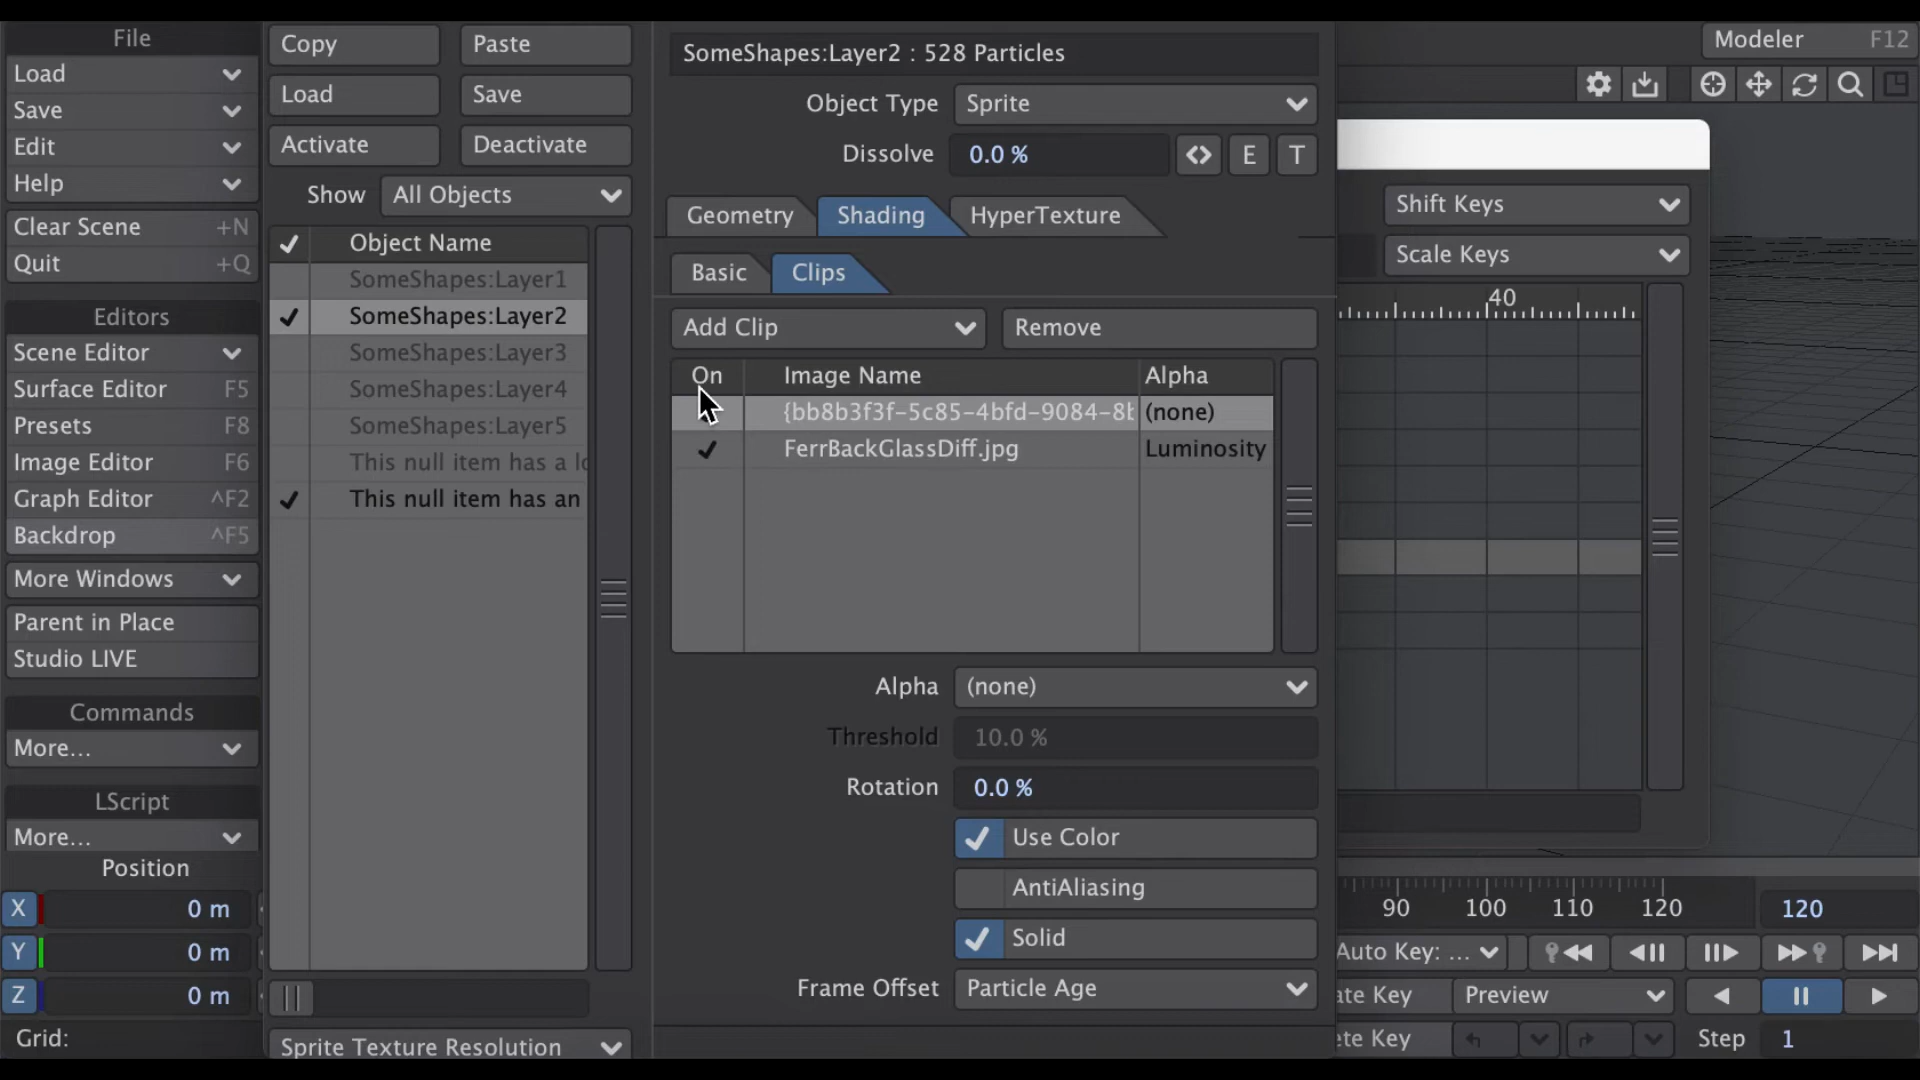 File
Load
Save
Edit
Help
Clear Scene +N
Quit +Q
Editors
Scene Editor
Surface Editor F5
Presets F8
Image Editor F6
Graph Editor ^F2
Backdrop ^F5
More Windows
Parent in Place
Studio LIVE
Commands
More...
LScript
More...
Position
X 0 m
Y 0 m
Z 0 m
Grid:
Copy Paste
Load Save
Activate Deactivate
Show All Objects
Object Name
SomeShapes:Layer1
SomeShapes:Layer2
SomeShapes:Layer3
SomeShapes:Layer4
SomeShapes:Layer5
This null item has a
This null item has an
Sprite Texture Resolution
SomeShapes:Layer2 : 528 Particles
Object Type Sprite
Dissolve 0.0 % E T
Geometry Shading HyperTexture
Basic Clips
Add Clip Remove
On Image Name Alpha
{bb8b3f3f-5c85-4bfd-9084-8b (none)
FerrBackGlassDiff.jpg Luminosity
Alpha (none)
Threshold 10.0 %
Rotation 0.0 %
Use Color
AntiAliasing
Solid
Frame Offset Particle Age
Modeler F12
Shift Keys
Scale Keys
40
90 100 110 120 120
Auto Key: ...
ate Key Preview
ete Key Step 1